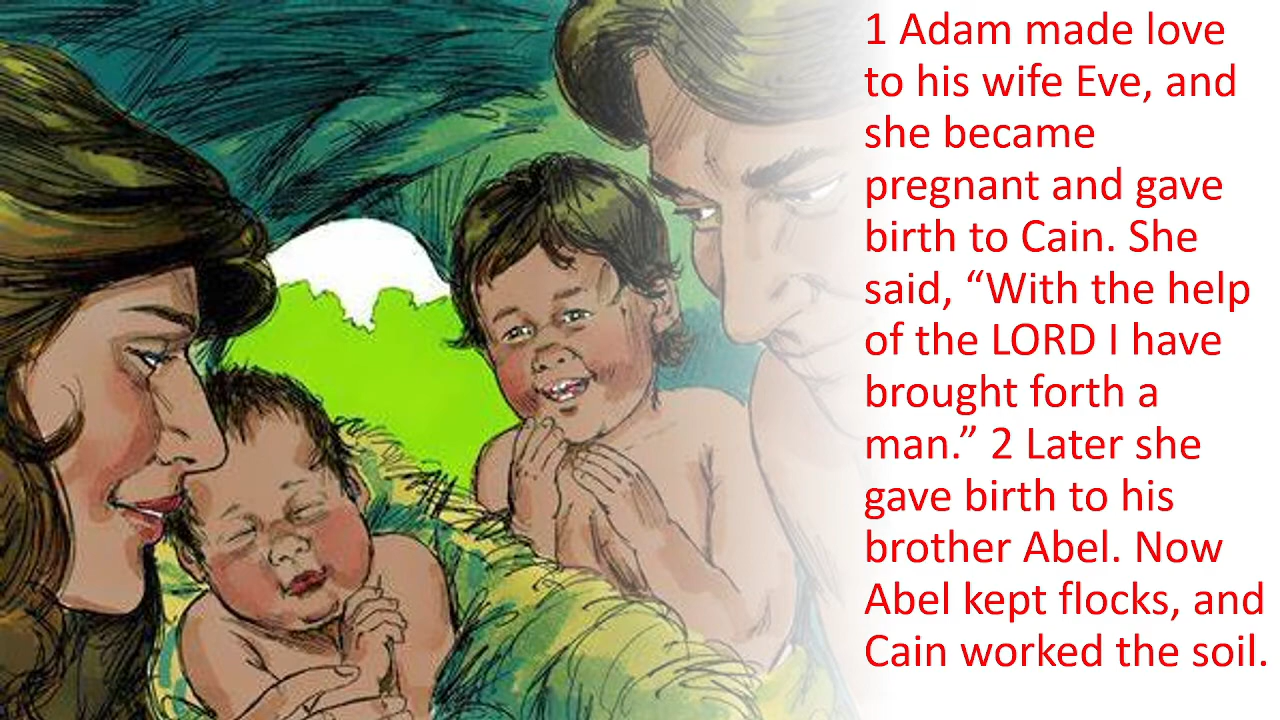 1 Adam made love
to his wife Eve, and
she became
pregnant and gave
birth to Cain. She
said, “With the help
of the LORD I have
brought forth a
man.” 2 Later she
gave birth to his
brother Abel. Now
Abel kept flocks, and
Cain worked the soil.